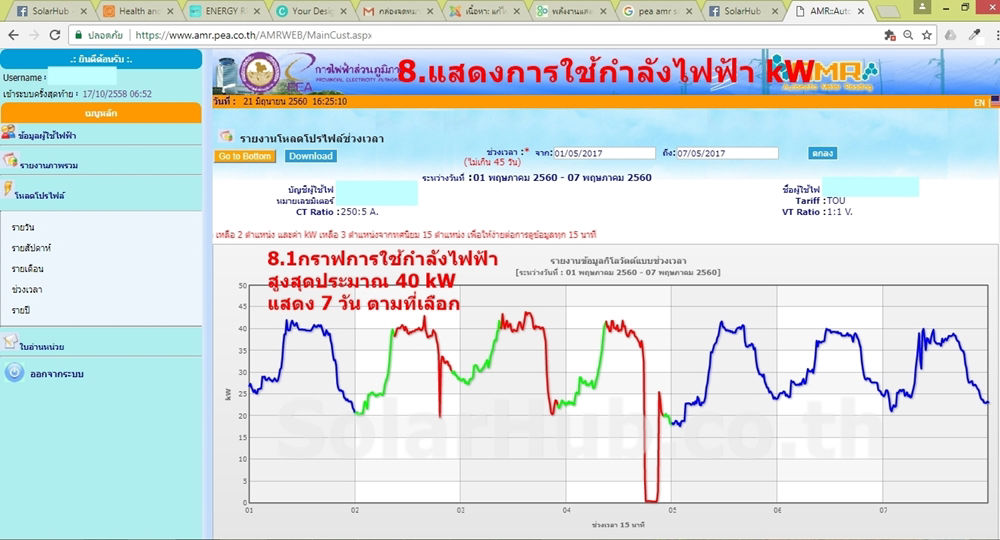 SolarHub
Health and
ENERGY R
Your Desig
กล่องจดหม
เนื้อหา: แก้ไ
พลังงานแส
pea amr s
SolarHub
AMR::Auto
ปลอดภัย https://www.amr.pea.co.th/AMRWEB/MainCust.aspx
.: ยินดีต้อนรับ :.
Username :
เข้าระบบครั้งสุดท้าย : 17/10/2558 06:52
เมนูหลัก
ข้อมูลผู้ใช้ไฟฟ้า
รายงานภาพรวม
โหลดโปรไฟล์
รายวัน
รายสัปดาห์
รายเดือน
ช่วงเวลา
รายปี
ใบอ่านหน่วย
ออกจากระบบ
การไฟฟ้าส่วนภูมิภา
PROVINCIAL ELECTRICITY AUTHORITY
PEA
8.แสดงการใช้กำลังไฟฟ้า kW
AMR
Automatic Meter Reading
วันที่ : 21 มิถุนายน 2560 16:25:10
EN
รายงานโหลดโปรไฟล์ช่วงเวลา
Go to Bottom Download
ช่วงเวลา :* จาก: 01/05/2017 ถึง: 07/05/2017 ตกลง
(ไม่เกิน 45 วัน)
ระหว่างวันที่ :01 พฤษภาคม 2560 - 07 พฤษภาคม 2560
บัญชีผู้ใช้ไฟ
หมายเลขมิเตอร์
CT Ratio :250:5 A.
ชื่อผู้ใช้ไฟ
Tariff :TOU
VT Ratio :1:1 V.
เหลือ 2 ตำแหน่ง และค่า kW เหลือ 3 ตำแหน่งจากทศนิยม 15 ตำแหน่ง เพื่อให้ง่ายต่อการดูข้อมูลทุก 15 นาที
8.1กราฟการใช้กำลังไฟฟ้า
สูงสุดประมาณ 40 kW
แสดง 7 วัน ตามที่เลือก
รายงานข้อมูลกิโลวัตต์แบบช่วงเวลา
[ระหว่างวันที่ : 01 พฤษภาคม 2560 - 07 พฤษภาคม 2560]
50
45
40
35
30
25
20
15
10
5
0
kW
01 02 03 04 05 06 07
ช่วงเวลา 15 นาที
SolarHub.co.th